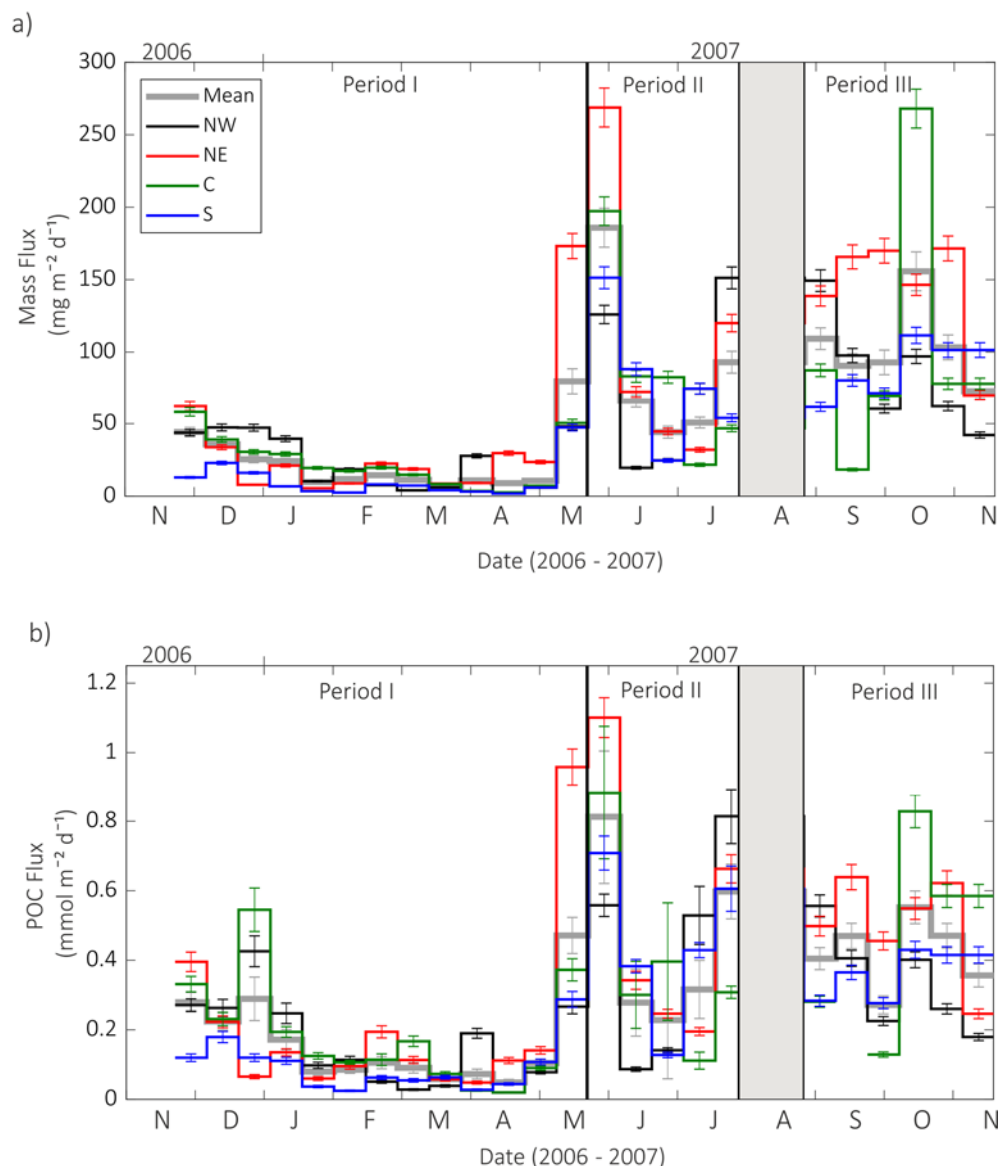 a)
2006 2007
300
250
200
150
100
50
0
Mass Flux
(mg m⁻² d⁻¹)
Period I Period II Period III
Mean
NW
NE
C
S
N D J F M A M J J A S O N
Date (2006 - 2007)
b)
2006 2007
1.2
1
0.8
0.6
0.4
0.2
0
POC Flux
(mmol m⁻² d⁻¹)
Period I Period II Period III
N D J F M A M J J A S O N
Date (2006 - 2007)